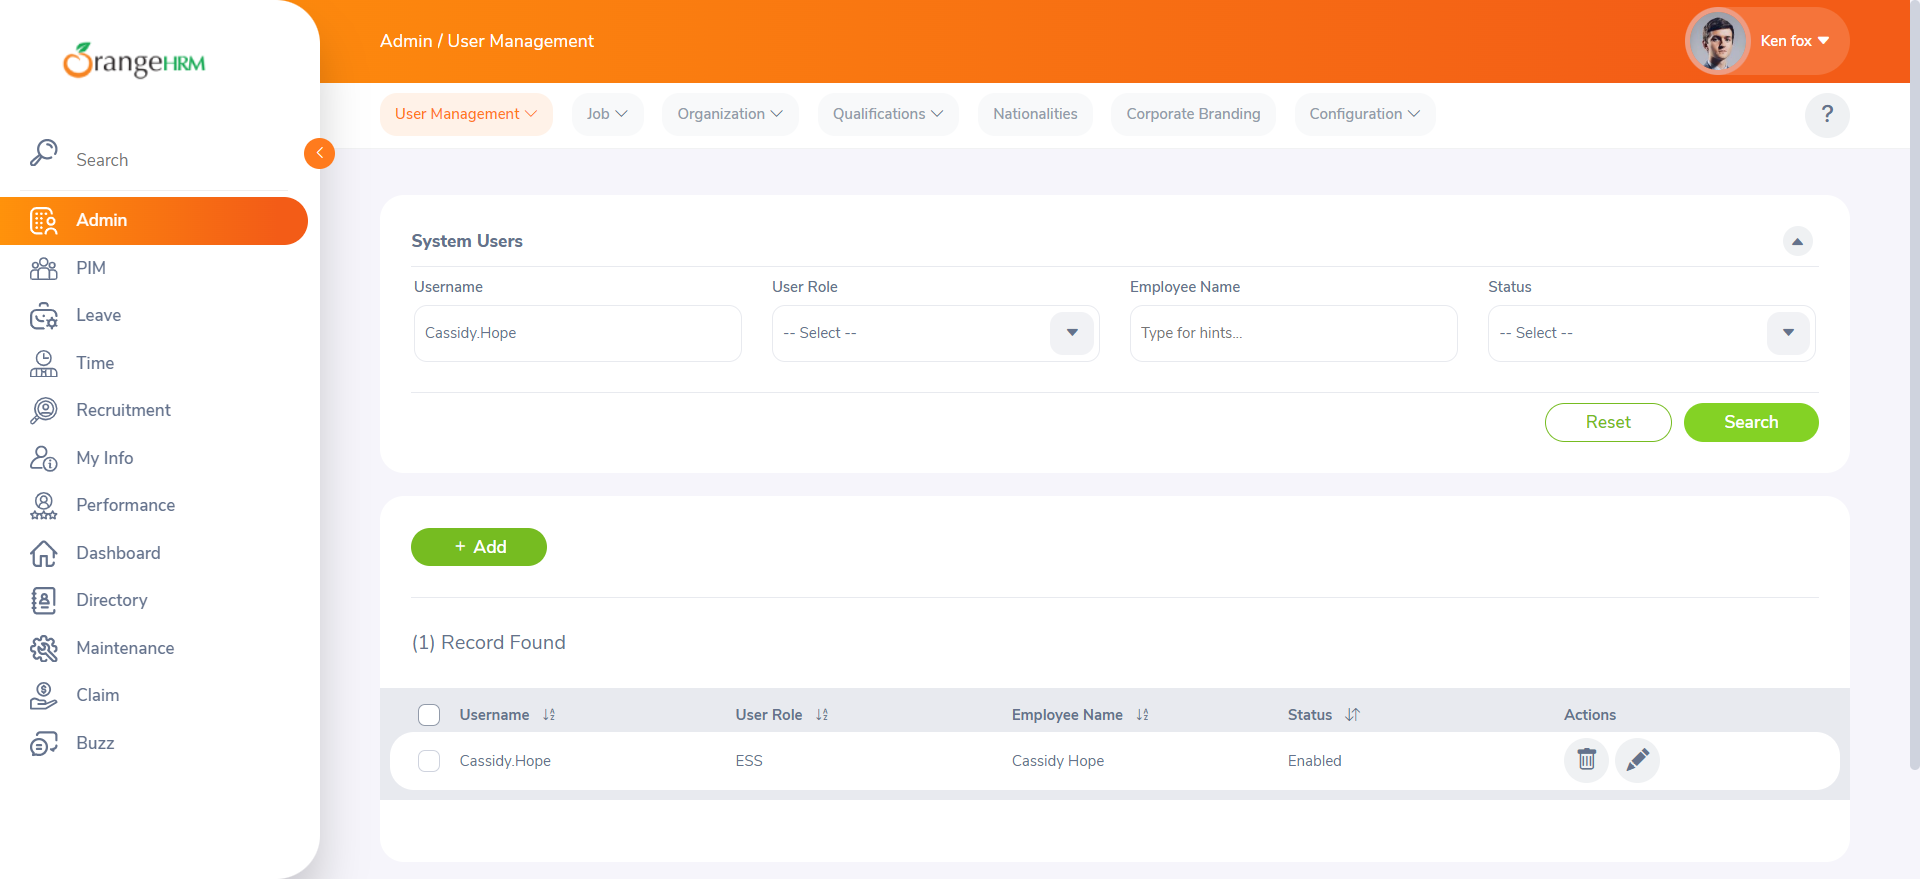 OrangeHRM
Admin / User Management
Ken fox
User Management
Job
Organization
Qualifications
Nationalities
Corporate Branding
Configuration
?
Search
Admin
PIM
Leave
Time
Recruitment
My Info
Performance
Dashboard
Directory
Maintenance
Claim
Buzz
System Users
Username
User Role
Employee Name
Status
Cassidy.Hope
-- Select --
Type for hints...
-- Select --
Reset
Search
+ Add
(1) Record Found
Username
User Role
Employee Name
Status
Actions
Cassidy.Hope
ESS
Cassidy Hope
Enabled